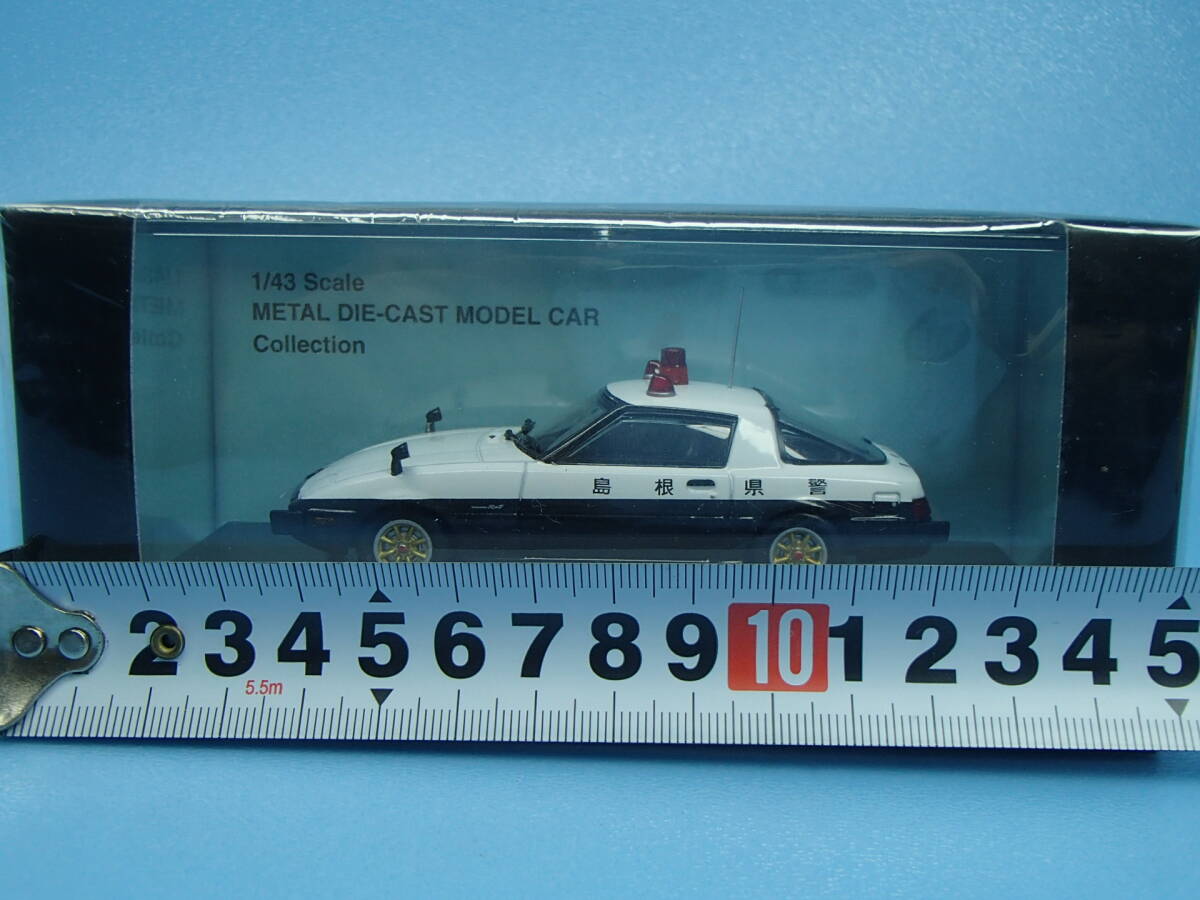 1/43 Scale
METAL DIE-CAST MODEL CAR
Collection
島根県警
2 3 4 5 6 7 8 9 10 1 2 3 4 5
5.5m